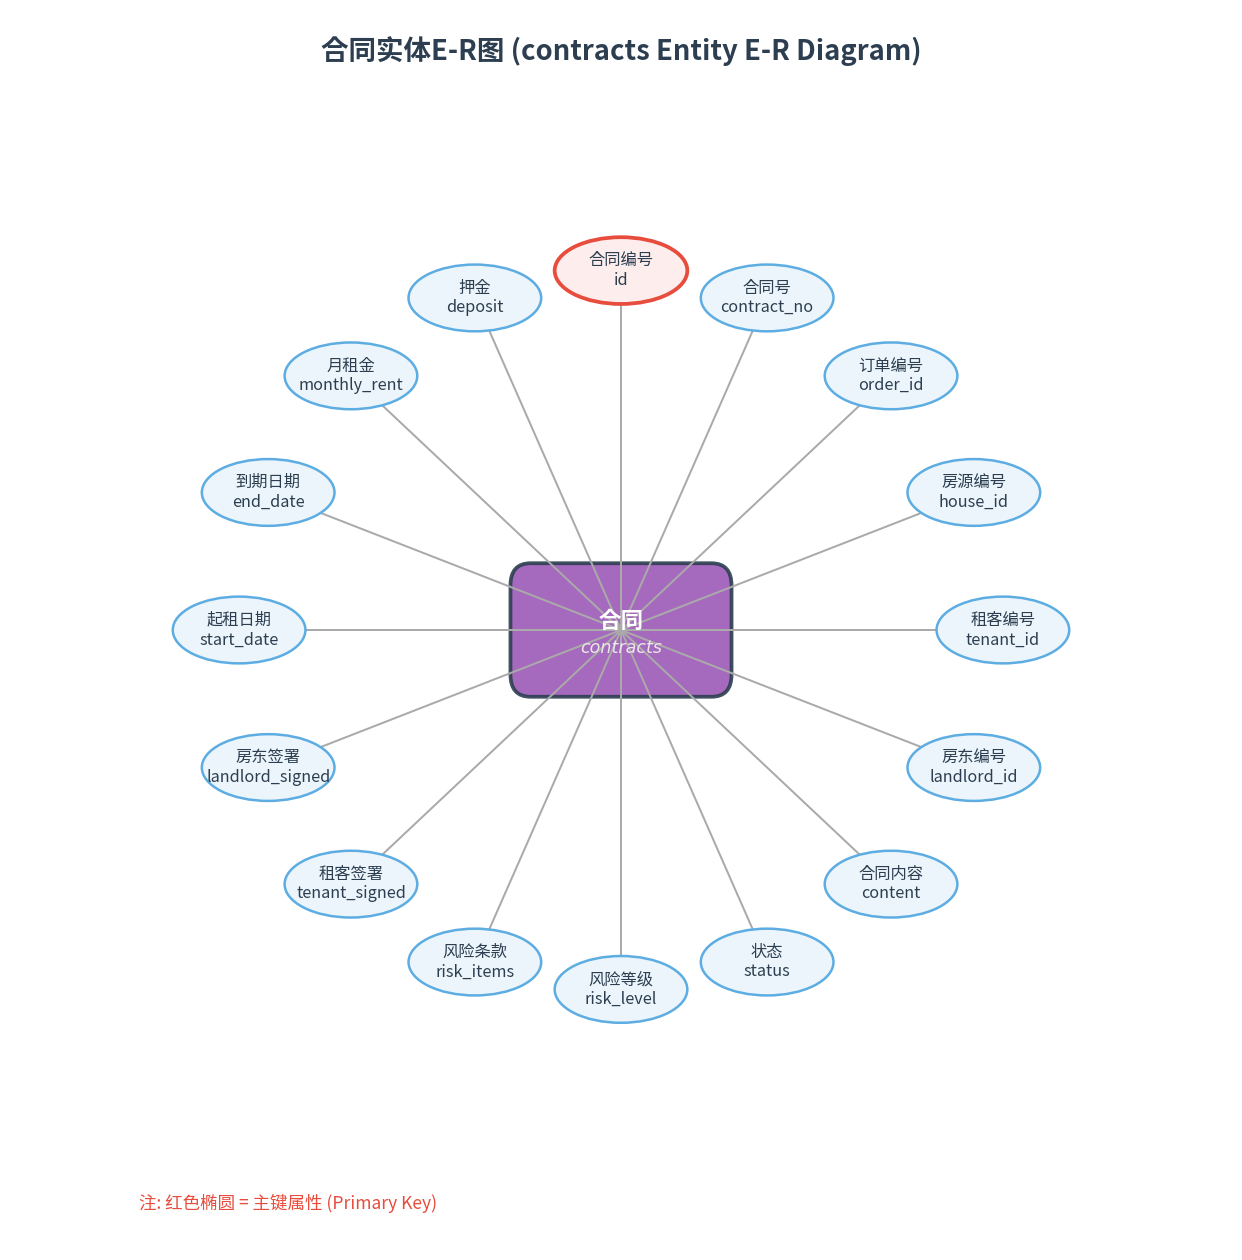 合同实体E-R图 (contracts Entity E-R Diagram)
合同编号
id
押金
deposit
合同号
contract_no
月租金
monthly_rent
订单编号
order_id
到期日期
end_date
房源编号
house_id
起租日期
start_date
合同
contracts
租客编号
tenant_id
房东签署
landlord_signed
房东编号
landlord_id
租客签署
tenant_signed
合同内容
content
风险条款
risk_items
状态
status
风险等级
risk_level
注: 红色椭圆 = 主键属性 (Primary Key)